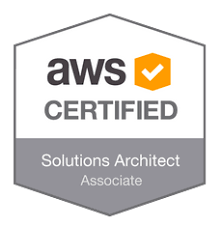 aws
CERTIFIED
Solutions Architect
Associate